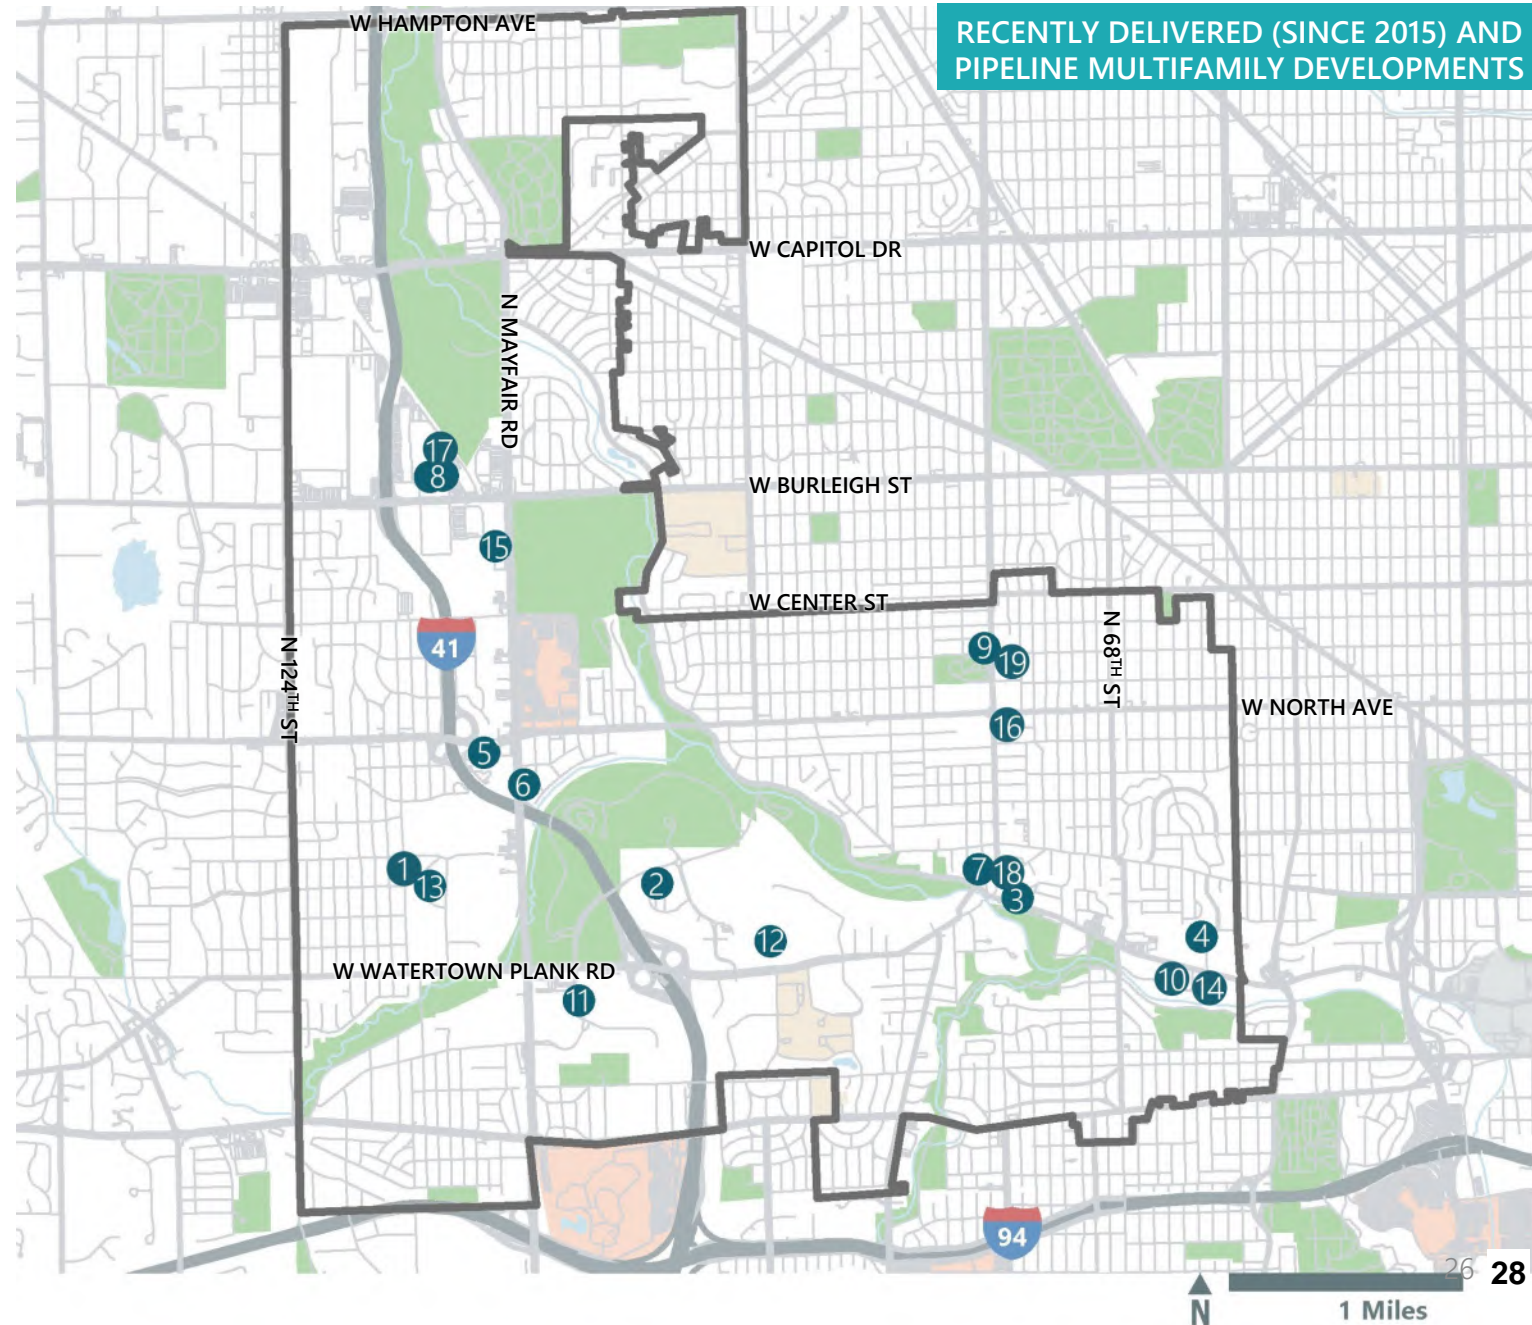 RECENTLY DELIVERED (SINCE 2015) AND
PIPELINE MULTIFAMILY DEVELOPMENTS
W HAMPTON AVE
W CAPITOL DR
N MAYFAIR RD
17
8
W BURLEIGH ST
15
W CENTER ST
41
N 124TH ST
9
19
N 68TH ST
W NORTH AVE
16
5
6
1
13
2
7
18
3
12
4
W WATERTOWN PLANK RD
11
10
14
94
26
28
N
1 Miles